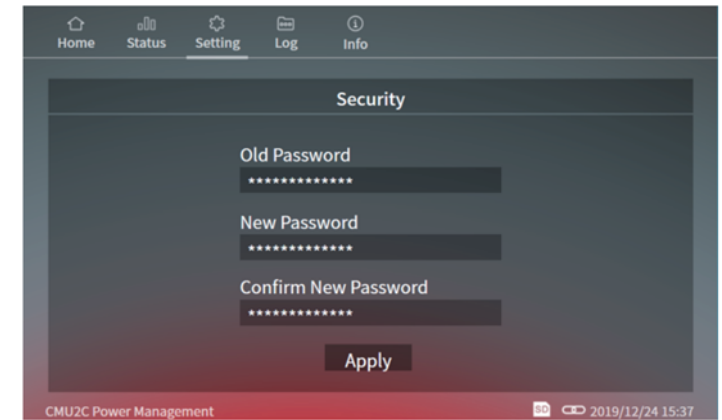 Home Status Setting Log Info
Security
Old Password
*************
New Password
*************
Confirm New Password
*************
Apply
CMU2C Power Management SD 2019/12/24 15:37